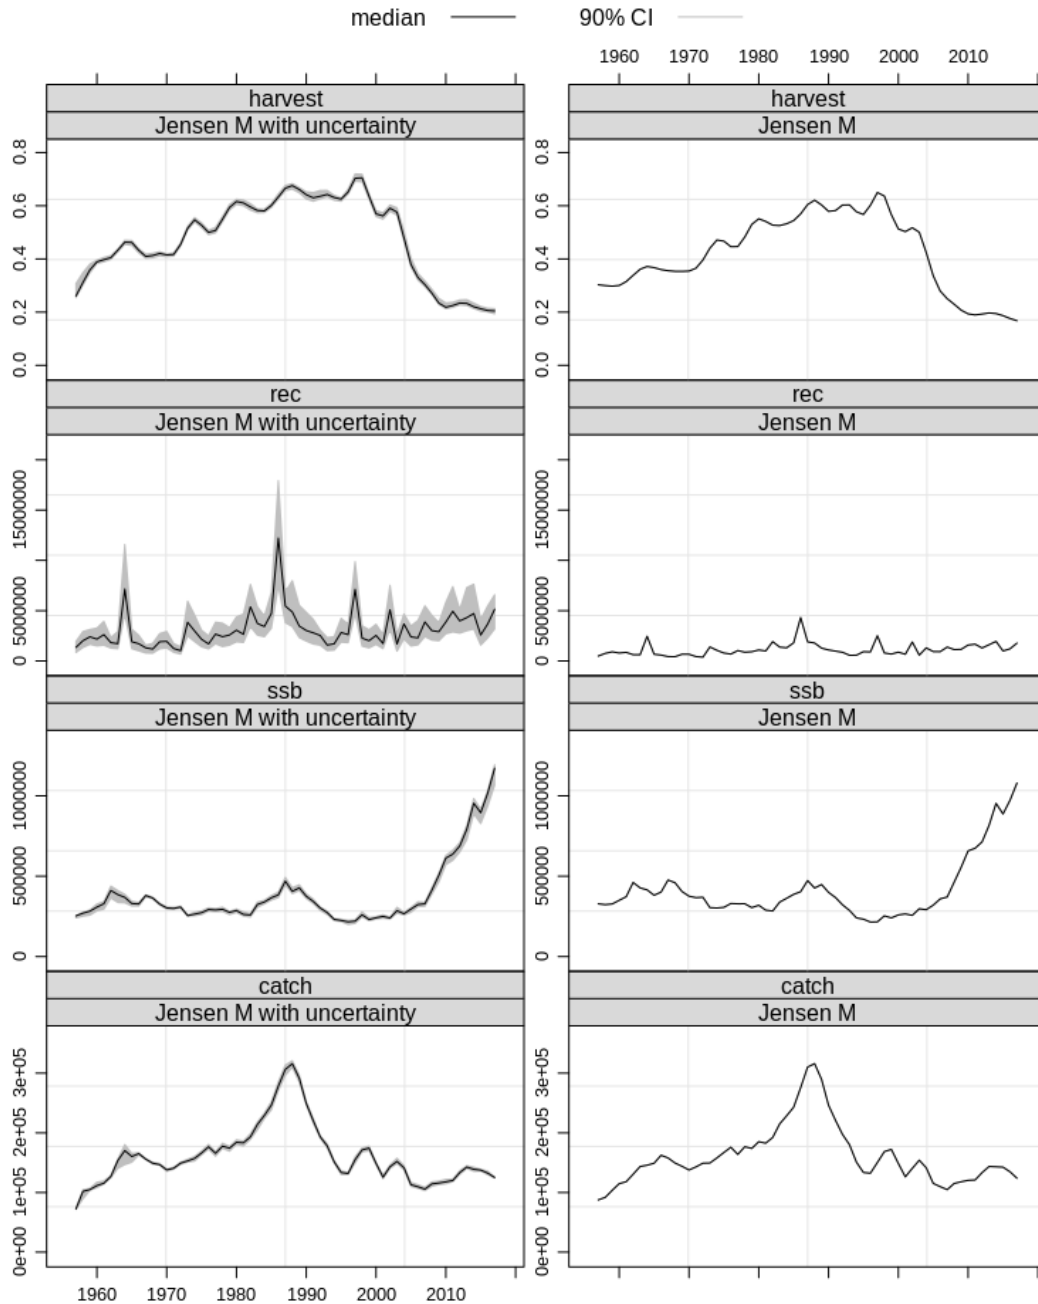 median 90% CI
1960 1970 1980 1990 2000 2010
harvest harvest
Jensen M with uncertainty Jensen M
0.8 0.8
0.6 0.6
0.4 0.4
0.2 0.2
0.0 0.0
rec rec
Jensen M with uncertainty Jensen M
15000000 15000000
5000000 5000000
0 0
ssb ssb
Jensen M with uncertainty Jensen M
1000000 1000000
500000 500000
0 0
catch catch
Jensen M with uncertainty Jensen M
3e+05 3e+05
2e+05 2e+05
1e+05 1e+05
0e+00 0e+00
1960 1970 1980 1990 2000 2010